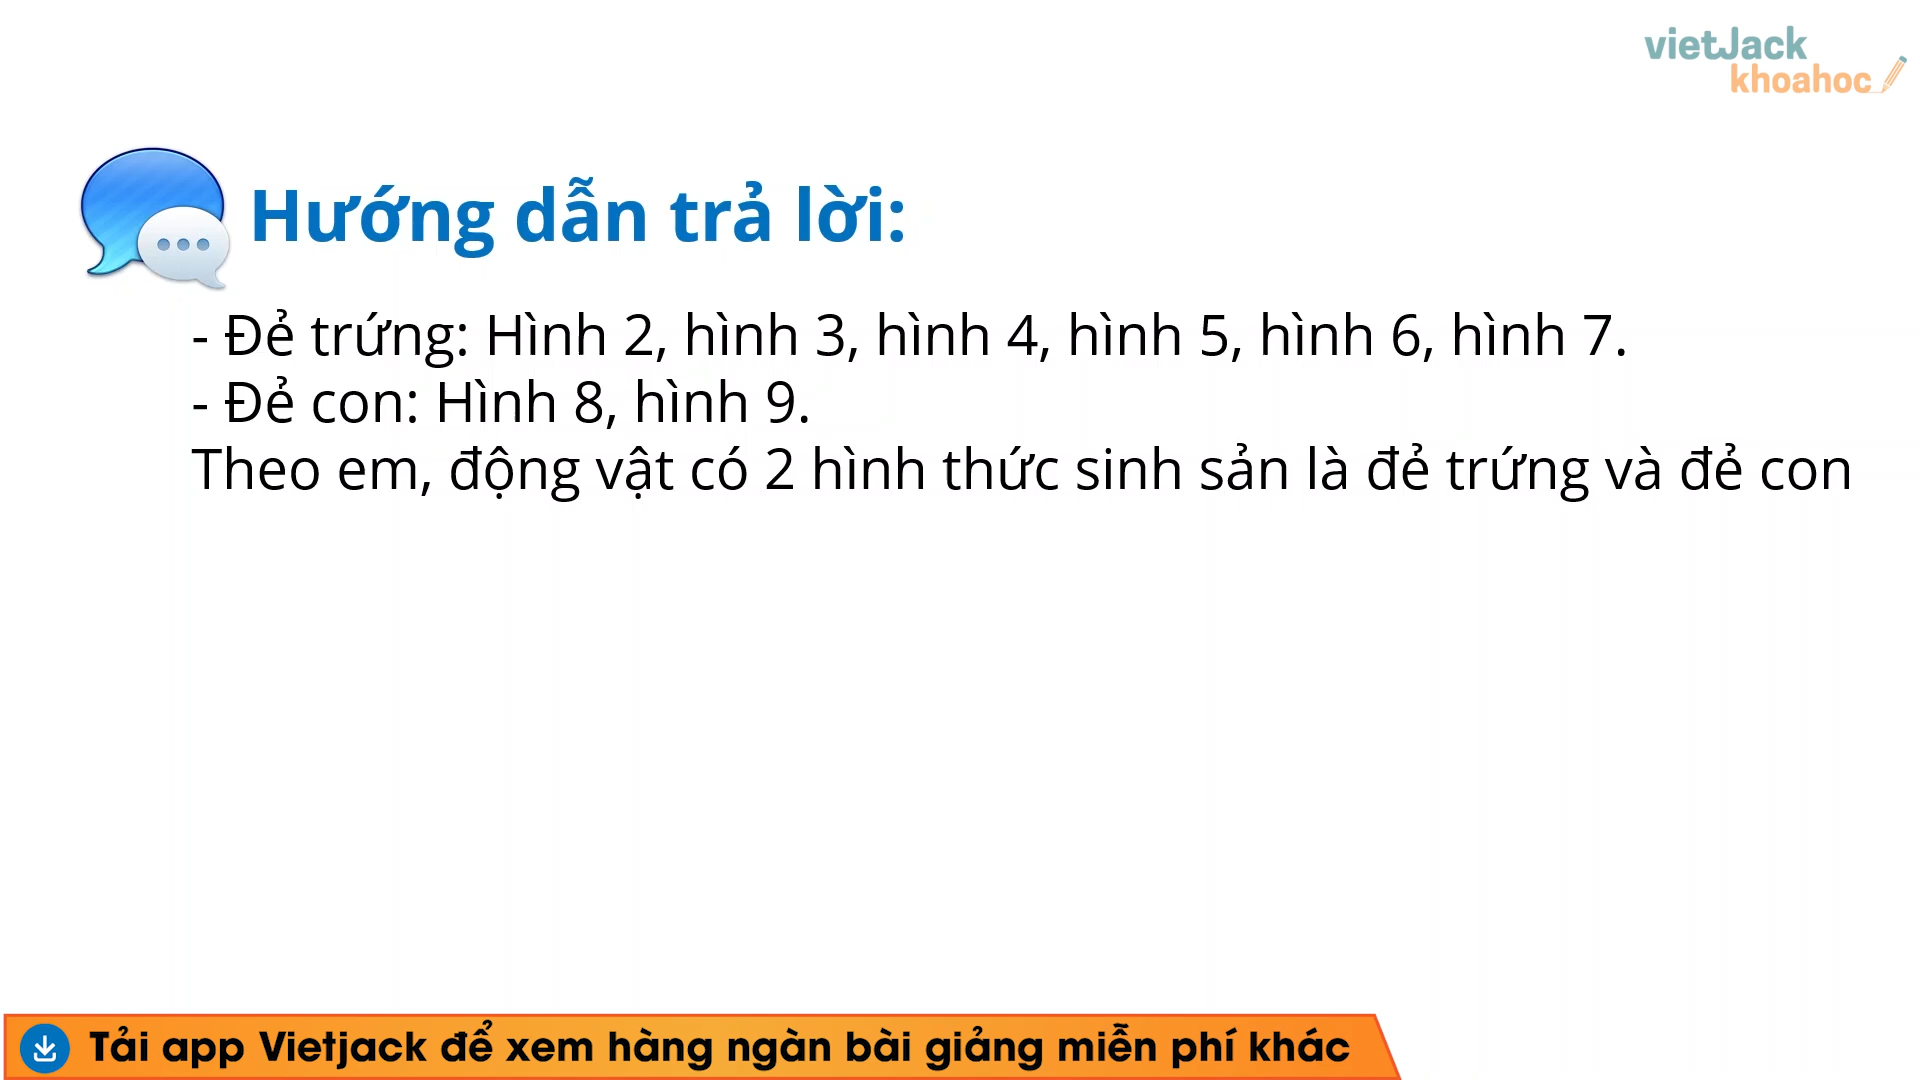 vietJack
khoahoc
Hướng dẫn trả lời:
- Đẻ trứng: Hình 2, hình 3, hình 4, hình 5, hình 6, hình 7.
- Đẻ con: Hình 8, hình 9.
Theo em, động vật có 2 hình thức sinh sản là đẻ trứng và đẻ con
Tải app Vietjack để xem hàng ngàn bài giảng miễn phí khác